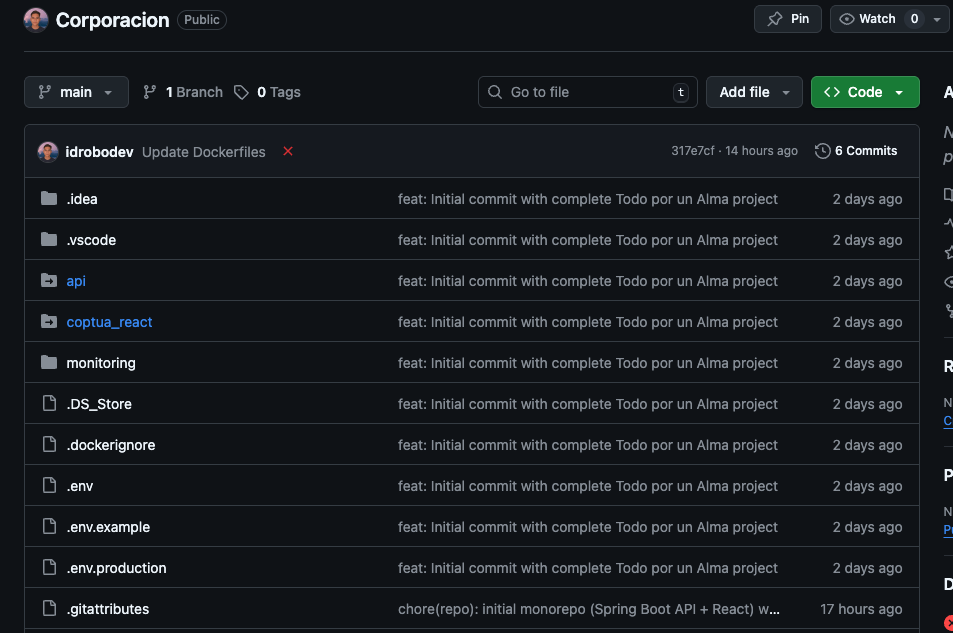 Corporacion Public Pin Watch 0
main 1 Branch 0 Tags Go to file t Add file Code A
idrobodev Update Dockerfiles 317e7cf · 14 hours ago 6 Commits
.idea feat: Initial commit with complete Todo por un Alma project 2 days ago
.vscode feat: Initial commit with complete Todo por un Alma project 2 days ago
api feat: Initial commit with complete Todo por un Alma project 2 days ago
coptua_react feat: Initial commit with complete Todo por un Alma project 2 days ago
monitoring feat: Initial commit with complete Todo por un Alma project 2 days ago
.DS_Store feat: Initial commit with complete Todo por un Alma project 2 days ago
.dockerignore feat: Initial commit with complete Todo por un Alma project 2 days ago
.env feat: Initial commit with complete Todo por un Alma project 2 days ago
.env.example feat: Initial commit with complete Todo por un Alma project 2 days ago
.env.production feat: Initial commit with complete Todo por un Alma project 2 days ago
.gitattributes chore(repo): initial monorepo (Spring Boot API + React) w... 17 hours ago